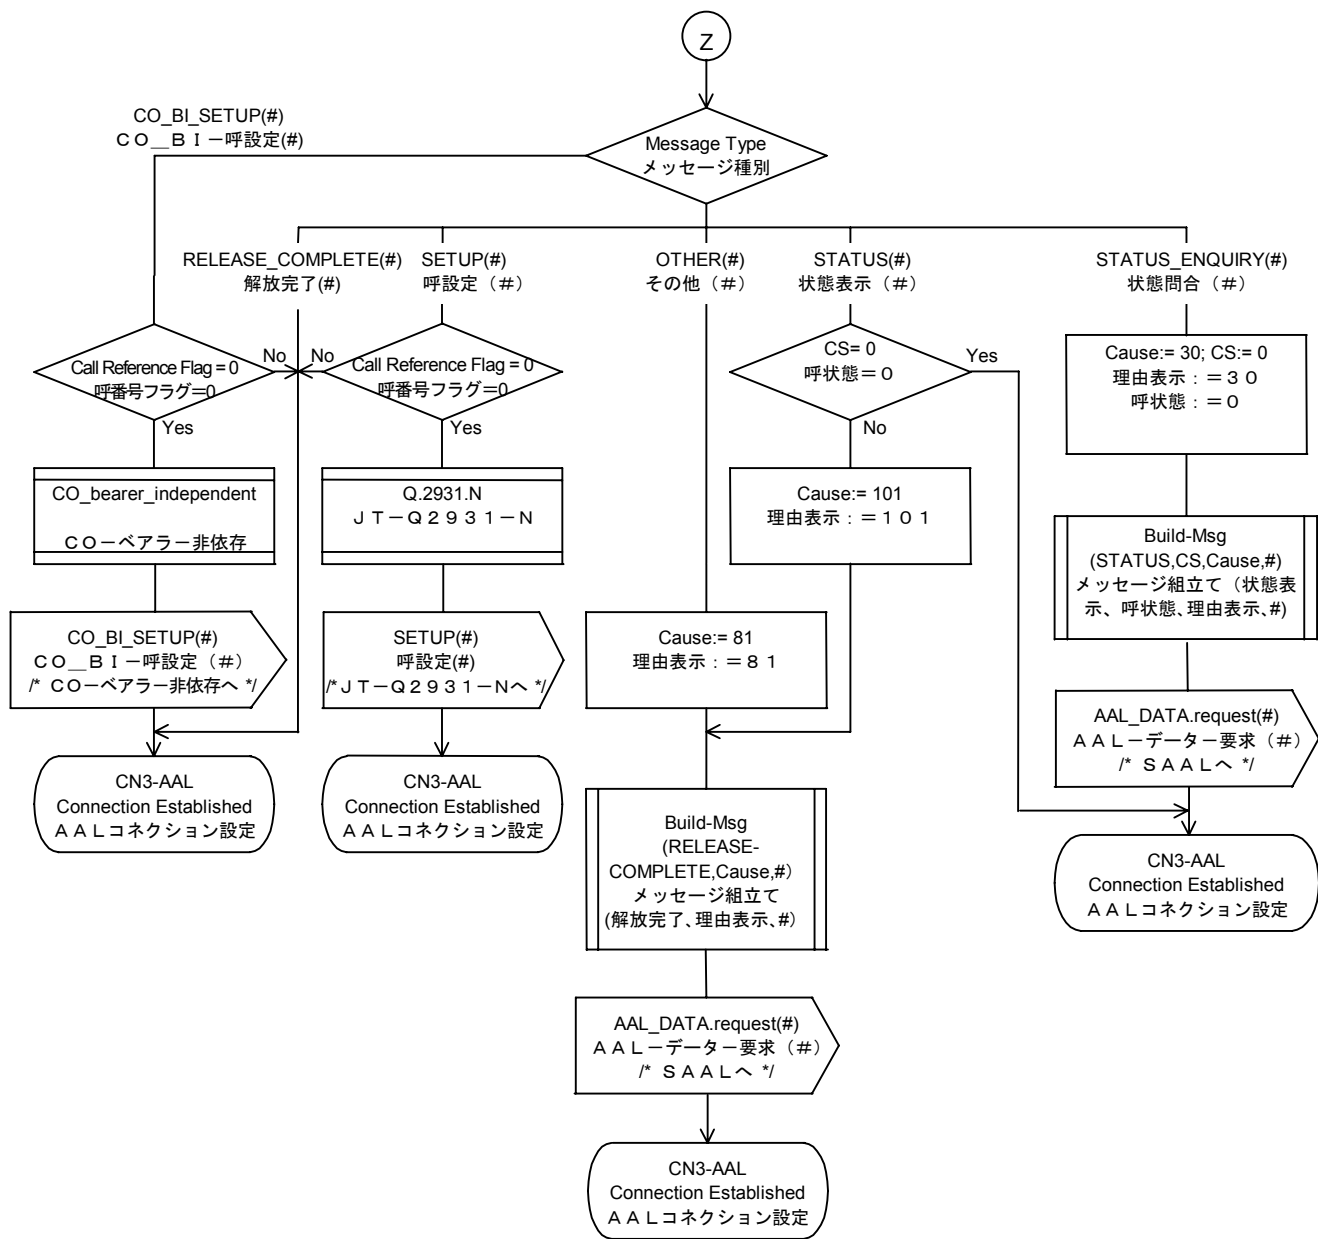 Z
CO_BI_SETUP(#)
ＣＯ＿ＢＩ－呼設定(#)
Message Type
メッセージ種別
RELEASE_COMPLETE(#)
解放完了(#)
SETUP(#)
呼設定（＃）
OTHER(#)
その他（＃）
STATUS(#)
状態表示（＃）
STATUS_ENQUIRY(#)
状態問合（＃）
Call Reference Flag = 0
呼番号フラグ＝0
No
Yes
No
Call Reference Flag = 0
呼番号フラグ＝0
Yes
CS= 0
呼状態＝０
Yes
No
Cause:= 30; CS:= 0
理由表示：＝３０
呼状態：＝０
CO_bearer_independent
ＣＯ－ベアラー非依存
Q.2931.N
ＪＴ－Ｑ２９３１－Ｎ
Cause:= 101
理由表示：＝１０１
Build-Msg
(STATUS,CS,Cause,#)
メッセージ組立て（状態表
示、呼状態、理由表示、#)
CO_BI_SETUP(#)
ＣＯ＿ＢＩ－呼設定（＃）
/* ＣＯ－ベアラー非依存へ */
SETUP(#)
呼設定(#)
/*ＪＴ－Ｑ２９３１－Ｎへ */
Cause:= 81
理由表示：＝８１
AAL_DATA.request(#)
ＡＡＬ－データ－要求（＃）
/* ＳＡＡＬへ */
CN3-AAL
Connection Established
ＡＡＬコネクション設定
CN3-AAL
Connection Established
ＡＡＬコネクション設定
Build-Msg
(RELEASE-
COMPLETE,Cause,#)
メッセージ組立て
(解放完了、理由表示、#)
CN3-AAL
Connection Established
ＡＡＬコネクション設定
AAL_DATA.request(#)
ＡＡＬ－データ－要求（＃）
/* ＳＡＡＬへ */
CN3-AAL
Connection Established
ＡＡＬコネクション設定